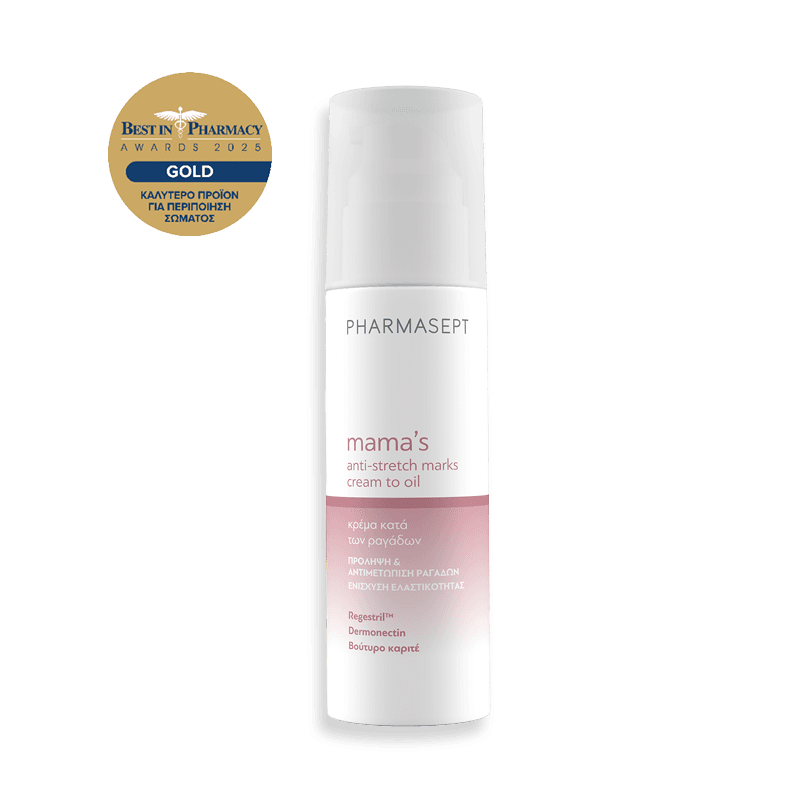 BEST IN PHARMACY
AWARDS 2025
GOLD
ΚΑΛΥΤΕΡΟ ΠΡΟΪΟΝ
ΓΙΑ ΠΕΡΙΠΟΙΗΣΗ
ΣΩΜΑΤΟΣ
PHARMASEPT
mama's
anti-stretch marks
cream to oil
κρέμα κατά
των ραγάδων
ΠΡΟΛΗΨΗ &
ΑΝΤΙΜΕΤΩΠΙΣΗ ΡΑΓΑΔΩΝ
ΕΝΙΣΧΥΣΗ ΕΛΑΣΤΙΚΟΤΗΤΑΣ
Regestril™
Dermonectin
Βούτυρο καριτέ